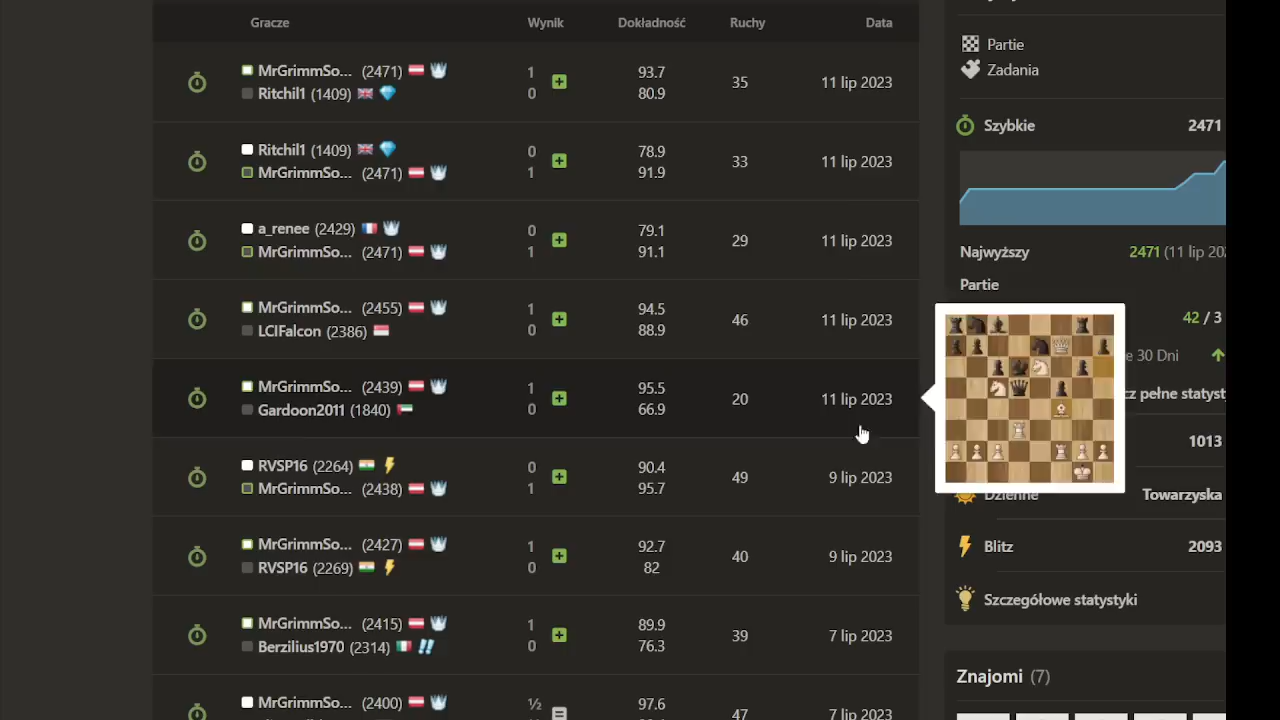 Gracze Wynik Dokładność Ruchy Data
MrGrimmSo... (2471) 1 93.7 35 11 lip 2023
Ritchil1 (1409) 0 80.9
Ritchil1 (1409) 0 78.9 33 11 lip 2023
MrGrimmSo... (2471) 1 91.9
a_renee (2429) 0 79.1 29 11 lip 2023
MrGrimmSo... (2471) 1 91.1
MrGrimmSo... (2455) 1 94.5 46 11 lip 2023
LCIFalcon (2386) 0 88.9
MrGrimmSo... (2439) 1 95.5 20 11 lip 2023
Gardoon2011 (1840) 0 66.9
RVSP16 (2264) 0 90.4 49 9 lip 2023
MrGrimmSo... (2438) 1 95.7
MrGrimmSo... (2427) 1 92.7 40 9 lip 2023
RVSP16 (2269) 0 82
MrGrimmSo... (2415) 1 89.9 39 7 lip 2023
Berzilius1970 (2314) 0 76.3
MrGrimmSo... (2400) ½ 97.6 47 7 lip 2023
Partie
Zadania
Szybkie 2471
Najwyższy 2471 (11 lip 202
Partie
42 / 3
e 30 Dni
cz pełne statyst
1013
Dzienne Towarzyska
Blitz 2093
Szczegółowe statystyki
Znajomi (7)